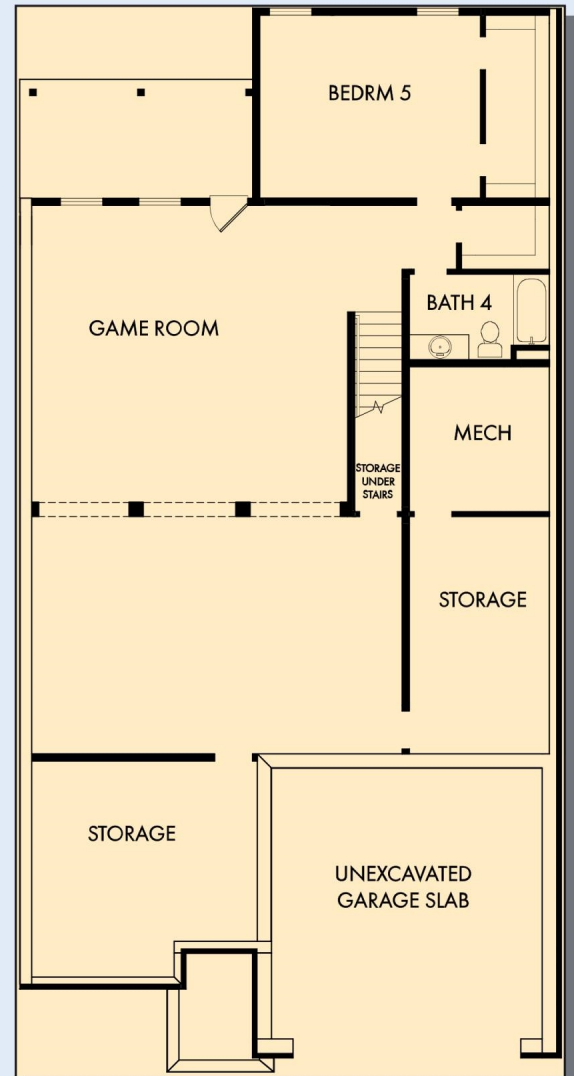 BEDRM 5
GAME ROOM
BATH 4
MECH
STORAGE
UNDER
STAIRS
STORAGE
STORAGE
UNEXCAVATED
GARAGE SLAB